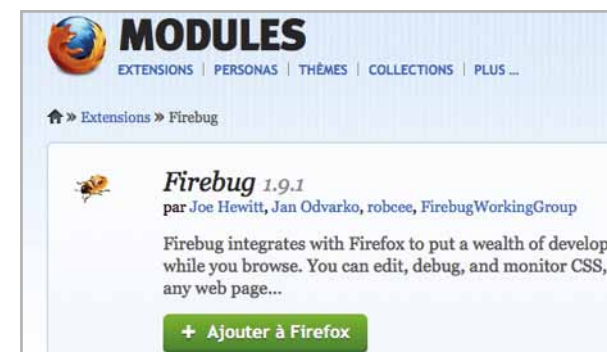 MODULES
EXTENSIONS | PERSONAS | THÈMES | COLLECTIONS | PLUS ...
» Extensions » Firebug
Firebug 1.9.1
par Joe Hewitt, Jan Odvarko, robcee, FirebugWorkingGroup
Firebug integrates with Firefox to put a wealth of develop
while you browse. You can edit, debug, and monitor CSS,
any web page...
+ Ajouter à Firefox